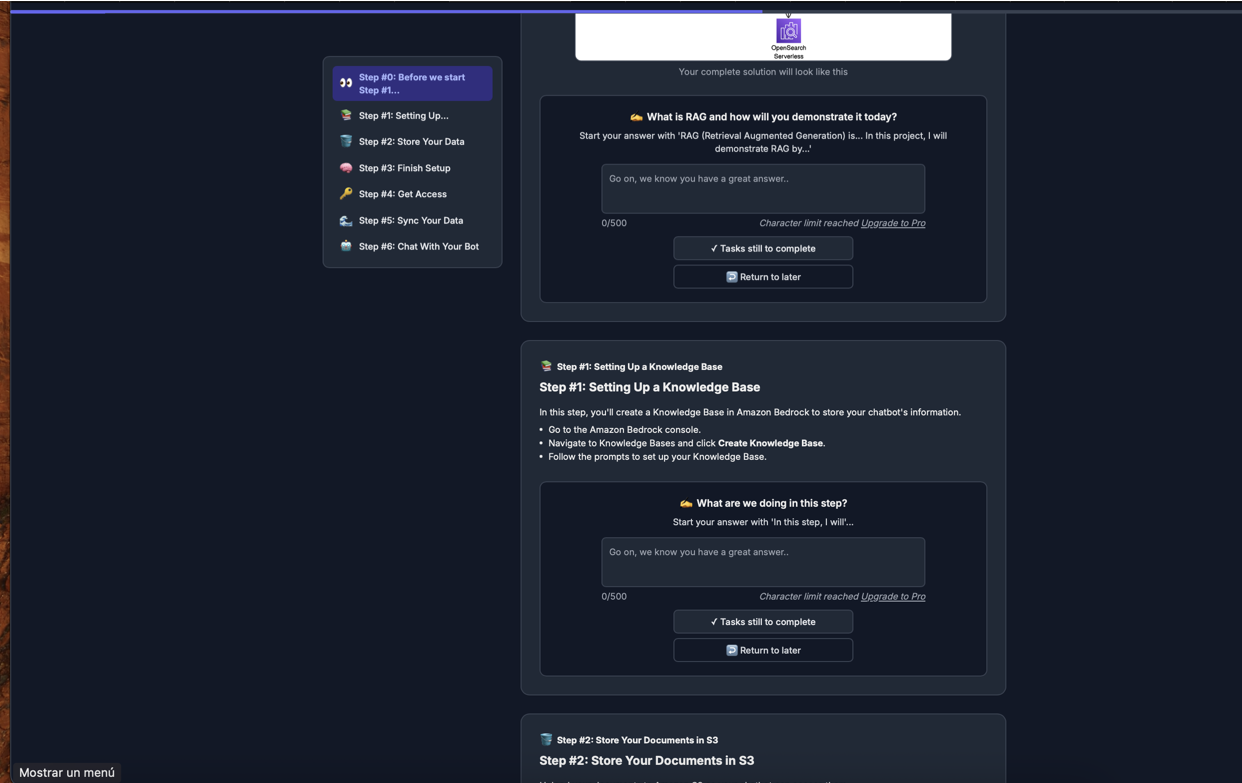 OpenSearch
Serverless
Your complete solution will look like this
👀 Step #0: Before we start
Step #1...
📚 Step #1: Setting Up...
🪣 Step #2: Store Your Data
🧠 Step #3: Finish Setup
🔑 Step #4: Get Access
🌊 Step #5: Sync Your Data
🤖 Step #6: Chat With Your Bot
✍️ What is RAG and how will you demonstrate it today?
Start your answer with 'RAG (Retrieval Augmented Generation) is... In this project, I will
demonstrate RAG by...'
Go on, we know you have a great answer..
0/500 Character limit reached Upgrade to Pro
✓ Tasks still to complete
↩️ Return to later
📚 Step #1: Setting Up a Knowledge Base
Step #1: Setting Up a Knowledge Base
In this step, you'll create a Knowledge Base in Amazon Bedrock to store your chatbot's information.
• Go to the Amazon Bedrock console.
• Navigate to Knowledge Bases and click Create Knowledge Base.
• Follow the prompts to set up your Knowledge Base.
✍️ What are we doing in this step?
Start your answer with 'In this step, I will'...
Go on, we know you have a great answer..
0/500 Character limit reached Upgrade to Pro
✓ Tasks still to complete
↩️ Return to later
🪣 Step #2: Store Your Documents in S3
Step #2: Store Your Documents in S3
Mostrar un menú